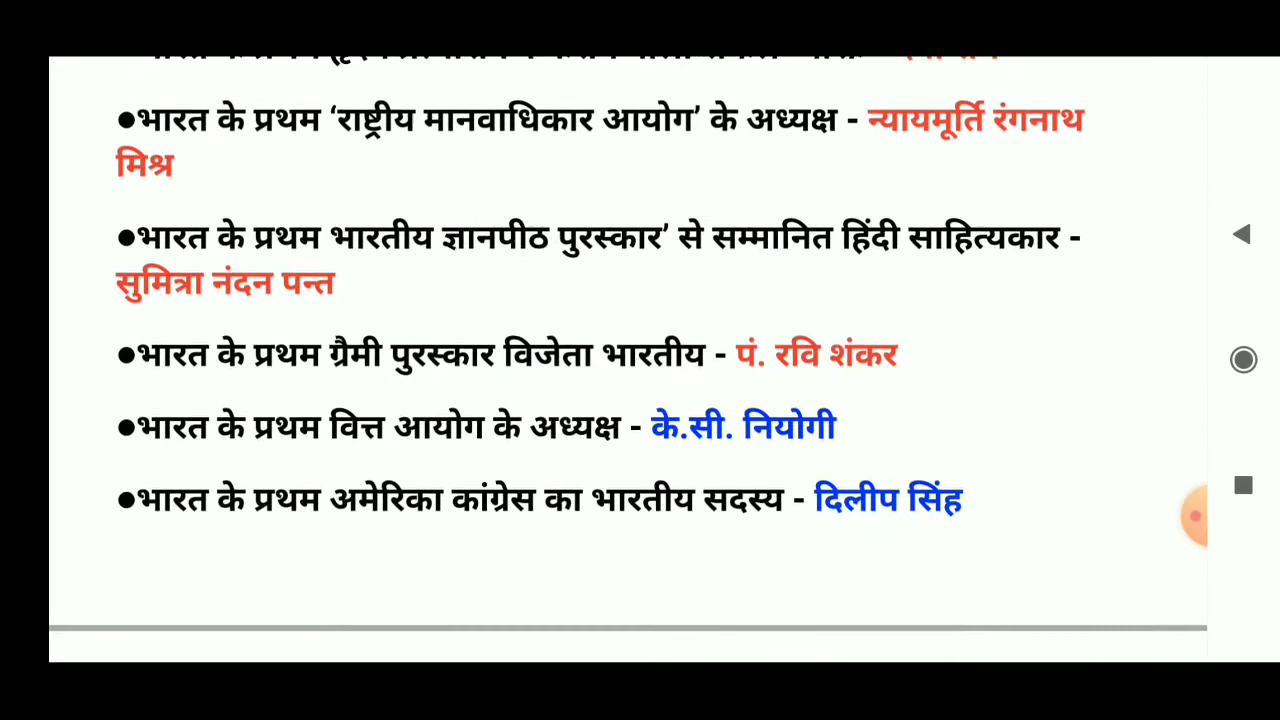 ●भारत के प्रथम ‘राष्ट्रीय मानवाधिकार आयोग’ के अध्यक्ष - न्यायमूर्ति रंगनाथ
मिश्र
●भारत के प्रथम भारतीय ज्ञानपीठ पुरस्कार’ से सम्मानित हिंदी साहित्यकार -
सुमित्रा नंदन पन्त
●भारत के प्रथम ग्रैमी पुरस्कार विजेता भारतीय - पं. रवि शंकर
●भारत के प्रथम वित्त आयोग के अध्यक्ष - के.सी. नियोगी
●भारत के प्रथम अमेरिका कांग्रेस का भारतीय सदस्य - दिलीप सिंह